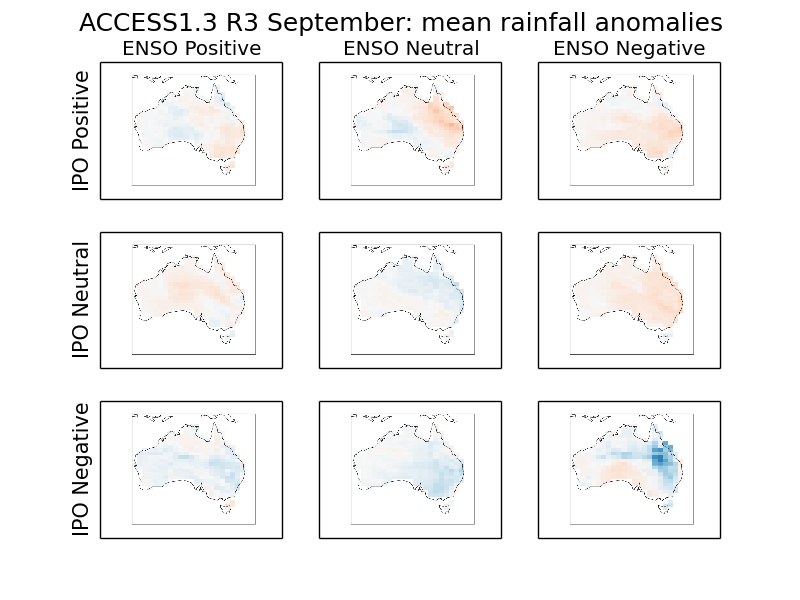 ACCESS1.3 R3 September: mean rainfall anomalies
ENSO Positive
ENSO Neutral
ENSO Negative
IPO Positive
IPO Neutral
IPO Negative